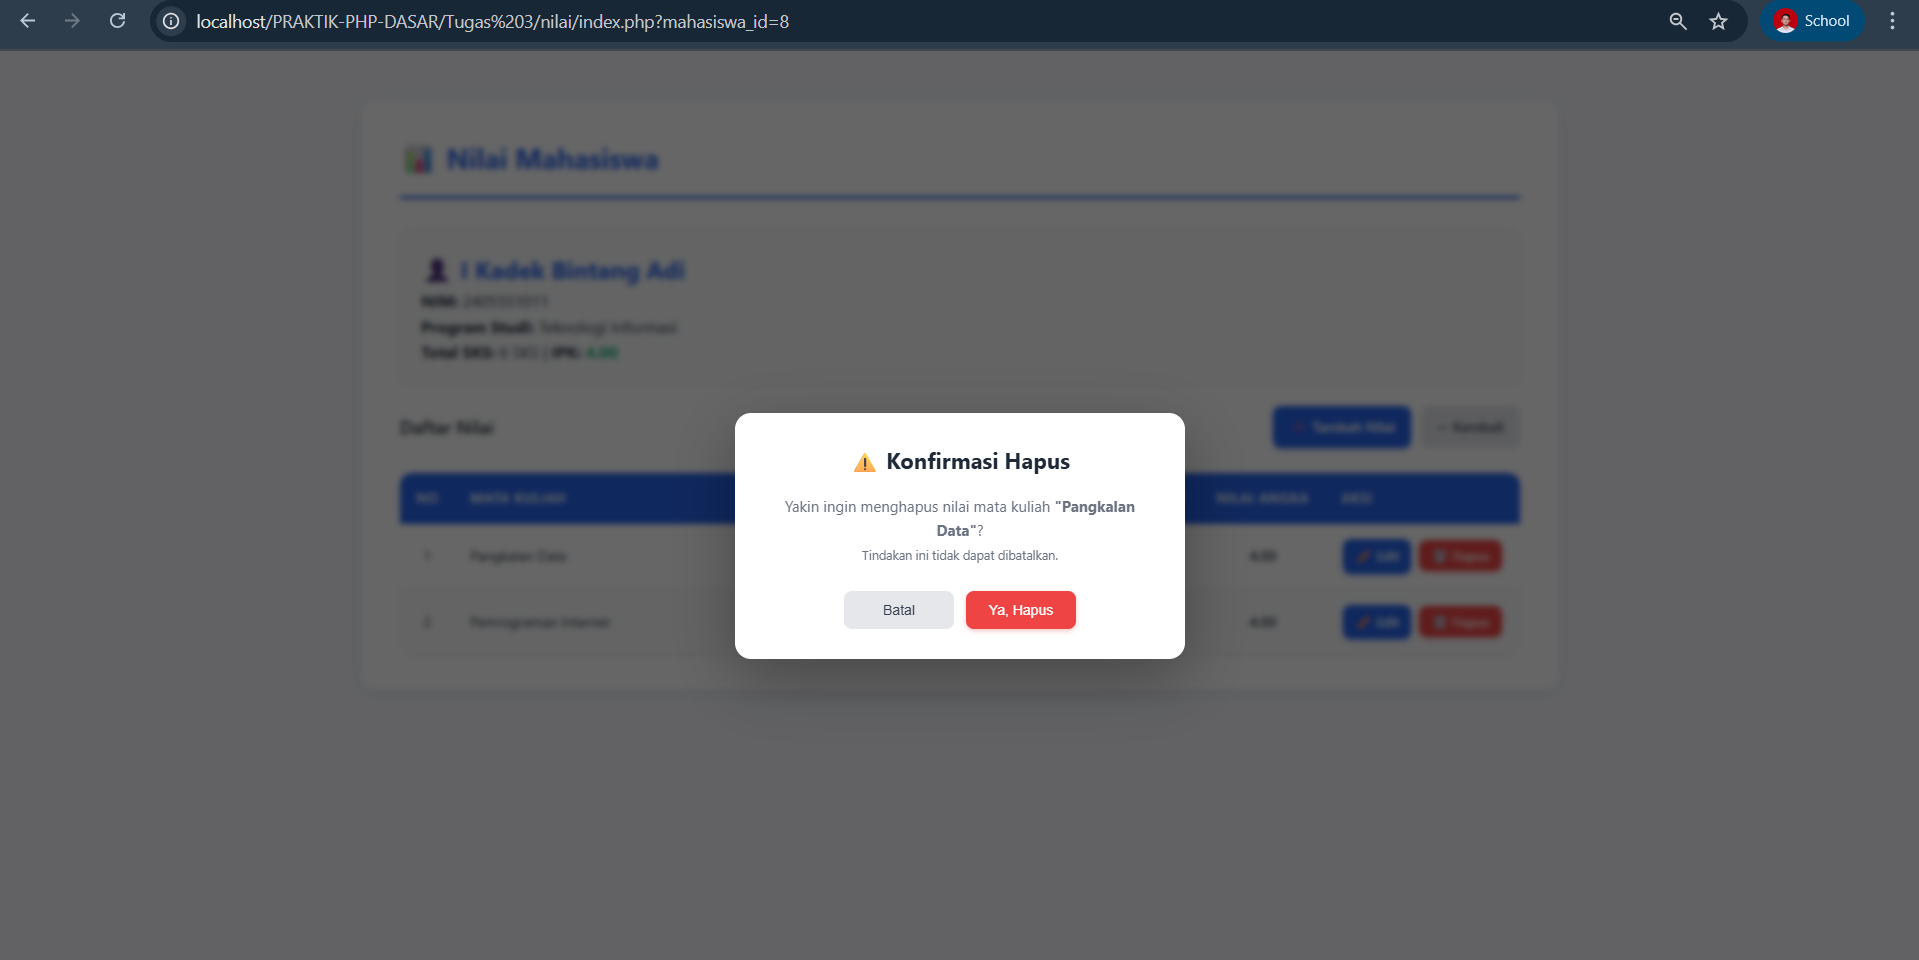 localhost/PRAKTIK-PHP-DASAR/Tugas%203/nilai/index.php?mahasiswa_id=8
School
Nilai Mahasiswa
I Kadek Bintang Adi
NIM:
Program Studi: Teknologi Informasi
Total SKS: 6 SKS | IPK: 4.00
Daftar Nilai
Tambah Nilai
Kembali
Konfirmasi Hapus
Yakin ingin menghapus nilai mata kuliah "Pangkalan
Data"?
Tindakan ini tidak dapat dibatalkan.
Batal
Ya, Hapus
NO MATA KULIAH NILAI ANGKA AKSI
1 Pangkalan Data 4.00 Edit Hapus
2 Pemrograman Internet 4.00 Edit Hapus